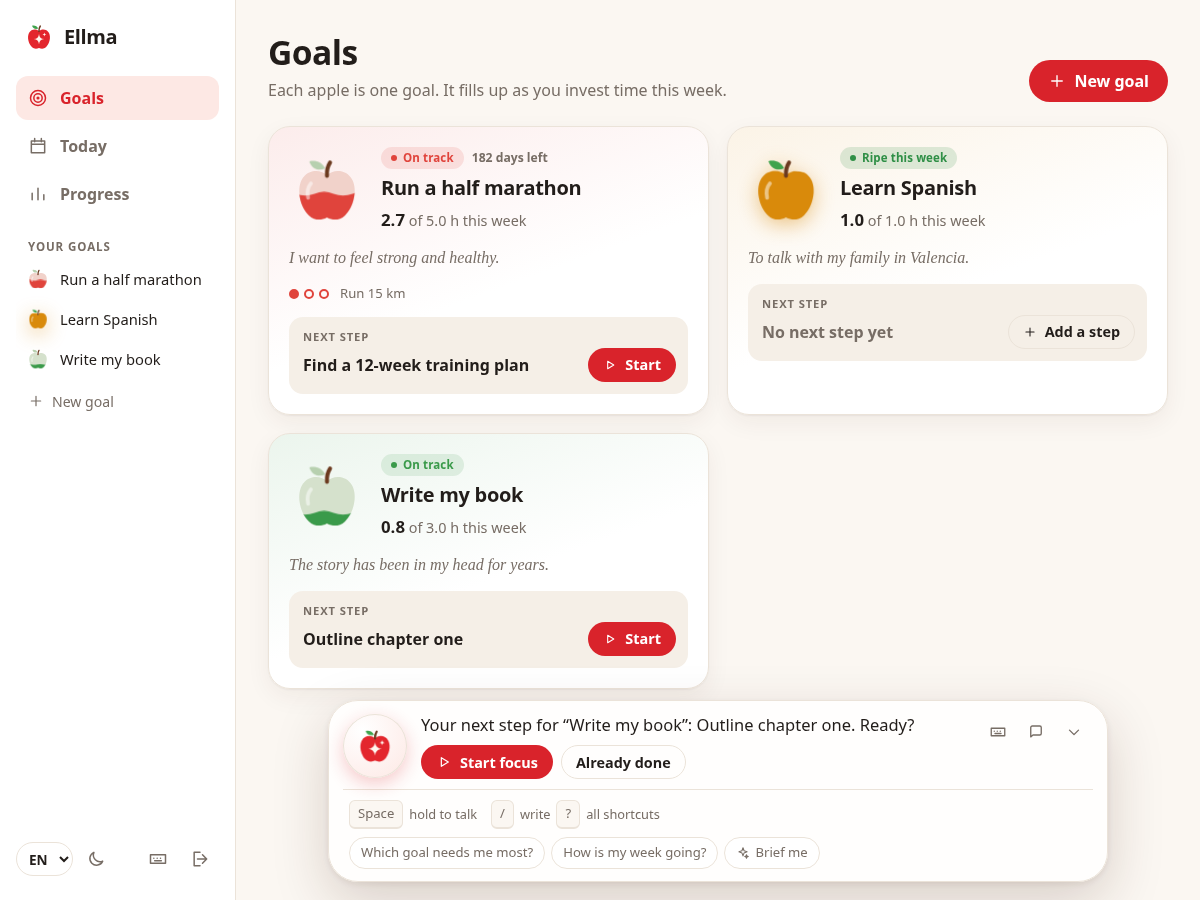 Ellma
Goals
Today
Progress
YOUR GOALS
Run a half marathon
Learn Spanish
Write my book
New goal
EN
Goals
Each apple is one goal. It fills up as you invest time this week.
New goal
On track 182 days left
Run a half marathon
2.7 of 5.0 h this week
I want to feel strong and healthy.
Run 15 km
NEXT STEP
Find a 12-week training plan
Start
Ripe this week
Learn Spanish
1.0 of 1.0 h this week
To talk with my family in Valencia.
NEXT STEP
No next step yet
Add a step
On track
Write my book
0.8 of 3.0 h this week
The story has been in my head for years.
NEXT STEP
Outline chapter one
Start
Your next step for “Write my book”: Outline chapter one. Ready?
Start focus Already done
Space hold to talk / write ? all shortcuts
Which goal needs me most? How is my week going? Brief me